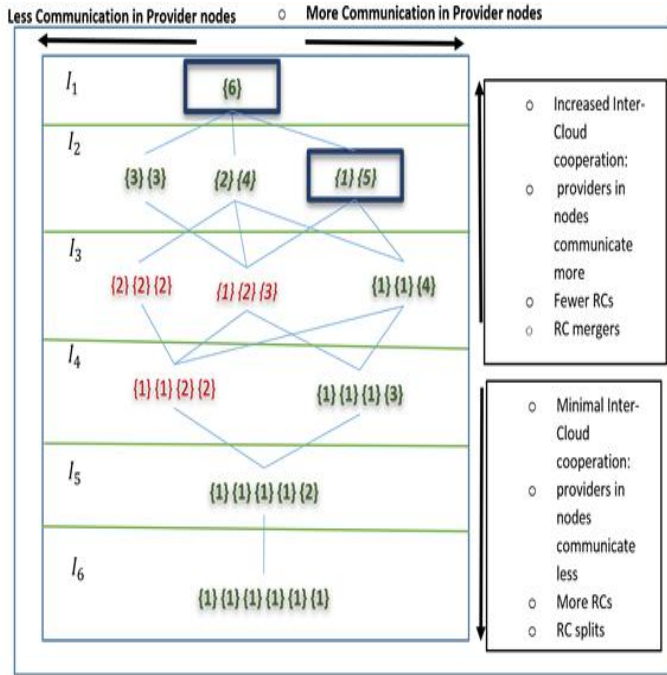 Less Communication in Provider nodes ○ More Communication in Provider nodes
I₁
{6}
I₂
{3} {3} {2} {4} {1} {5}
I₃
{2} {2} {2} {1} {2} {3} {1} {1} {4}
I₄
{1} {1} {2} {2} {1} {1} {1} {3}
I₅
{1} {1} {1} {1} {2}
I₆
{1} {1} {1} {1} {1} {1}
○ Increased Inter-
Cloud
cooperation:
○ providers in
nodes
communicate
more
○ Fewer RCs
○ RC mergers
○ Minimal Inter-
Cloud
cooperation:
○ providers in
nodes
communicate
less
○ More RCs
○ RC splits